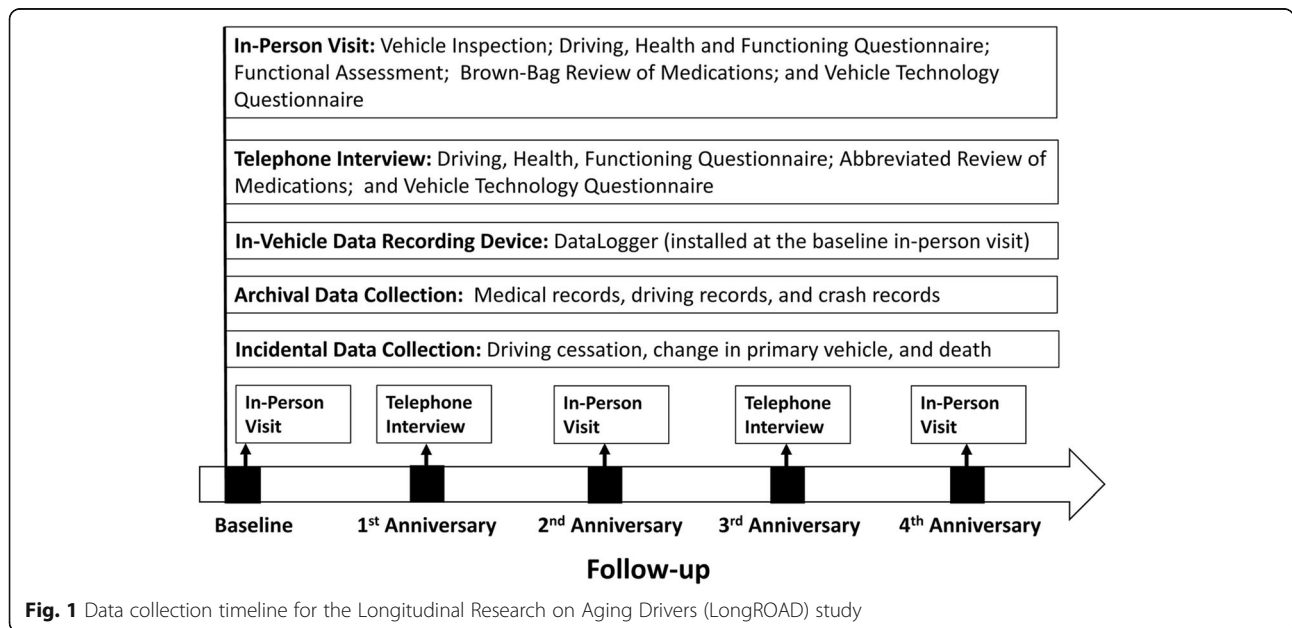 In-Person Visit: Vehicle Inspection; Driving, Health and Functioning Questionnaire;
Functional Assessment; Brown-Bag Review of Medications; and Vehicle Technology
Questionnaire
Telephone Interview: Driving, Health, Functioning Questionnaire; Abbreviated Review of
Medications; and Vehicle Technology Questionnaire
In-Vehicle Data Recording Device: DataLogger (installed at the baseline in-person visit)
Archival Data Collection: Medical records, driving records, and crash records
Incidental Data Collection: Driving cessation, change in primary vehicle, and death
In-Person
Visit
Telephone
Interview
In-Person
Visit
Telephone
Interview
In-Person
Visit
Baseline
1st Anniversary
2nd Anniversary
3rd Anniversary
4th Anniversary
Follow-up
Fig. 1 Data collection timeline for the Longitudinal Research on Aging Drivers (LongROAD) study